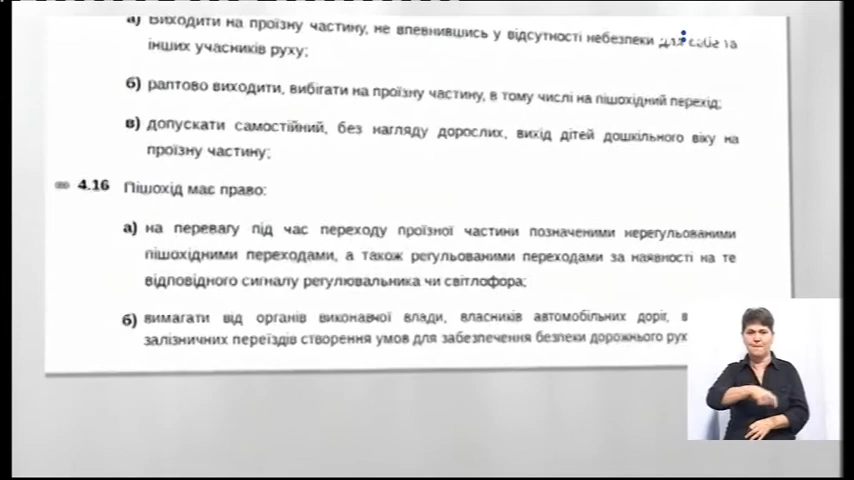 а) виходити на проїзну частину, не впевнившись у відсутності небезпеки для себе та
інших учасників руху;
б) раптово виходити, вибігати на проїзну частину, в тому числі на пішохідний перехід;
в) допускати самостійний, без нагляду дорослих, вихід дітей дошкільного віку на
проїзну частину;
4.16 Пішохід має право:
а) на перевагу під час переходу проїзної частини позначеними нерегульованими
пішохідними переходами, а також регульованими переходами за наявності на те
відповідного сигналу регулювальника чи світлофора;
б) вимагати від органів виконавчої влади, власників автомобільних доріг, в
залізничних переїздів створення умов для забезпечення безпеки дорожнього рух